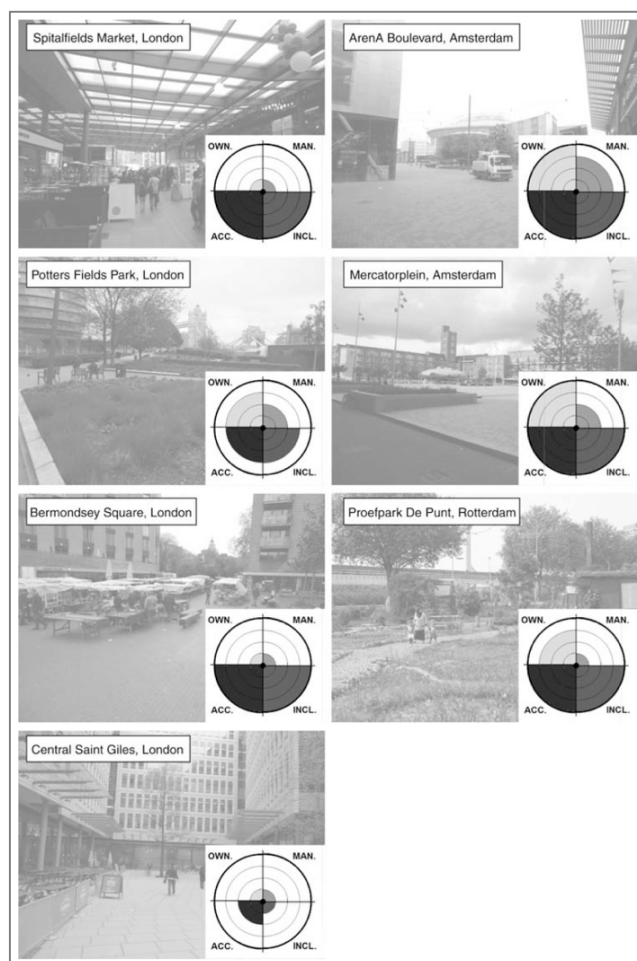 Spitalfields Market, London
OWN. MAN.
ACC. INCL.
ArenA Boulevard, Amsterdam
OWN. MAN.
ACC. INCL.
Potters Fields Park, London
OWN. MAN.
ACC. INCL.
Mercatorplein, Amsterdam
OWN. MAN.
ACC. INCL.
Bermondsey Square, London
OWN. MAN.
ACC. INCL.
Proefpark De Punt, Rotterdam
OWN. MAN.
ACC. INCL.
Central Saint Giles, London
OWN. MAN.
ACC. INCL.